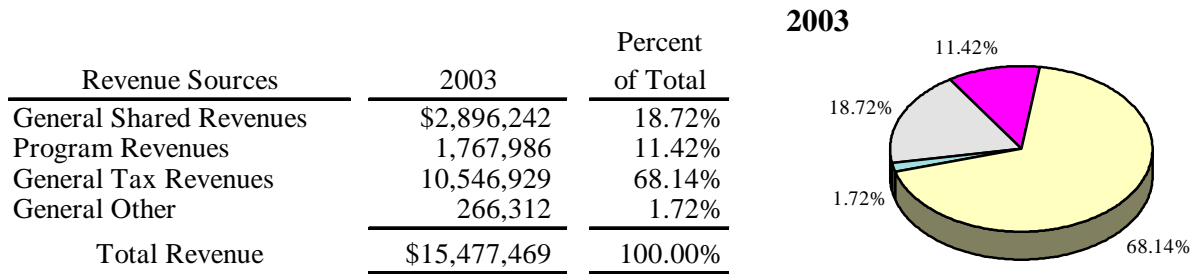 Percent
Revenue Sources 2003 of Total
General Shared Revenues $2,896,242 18.72%
Program Revenues 1,767,986 11.42%
General Tax Revenues 10,546,929 68.14%
General Other 266,312 1.72%
Total Revenue $15,477,469 100.00%
2003
11.42%
18.72%
1.72%
68.14%